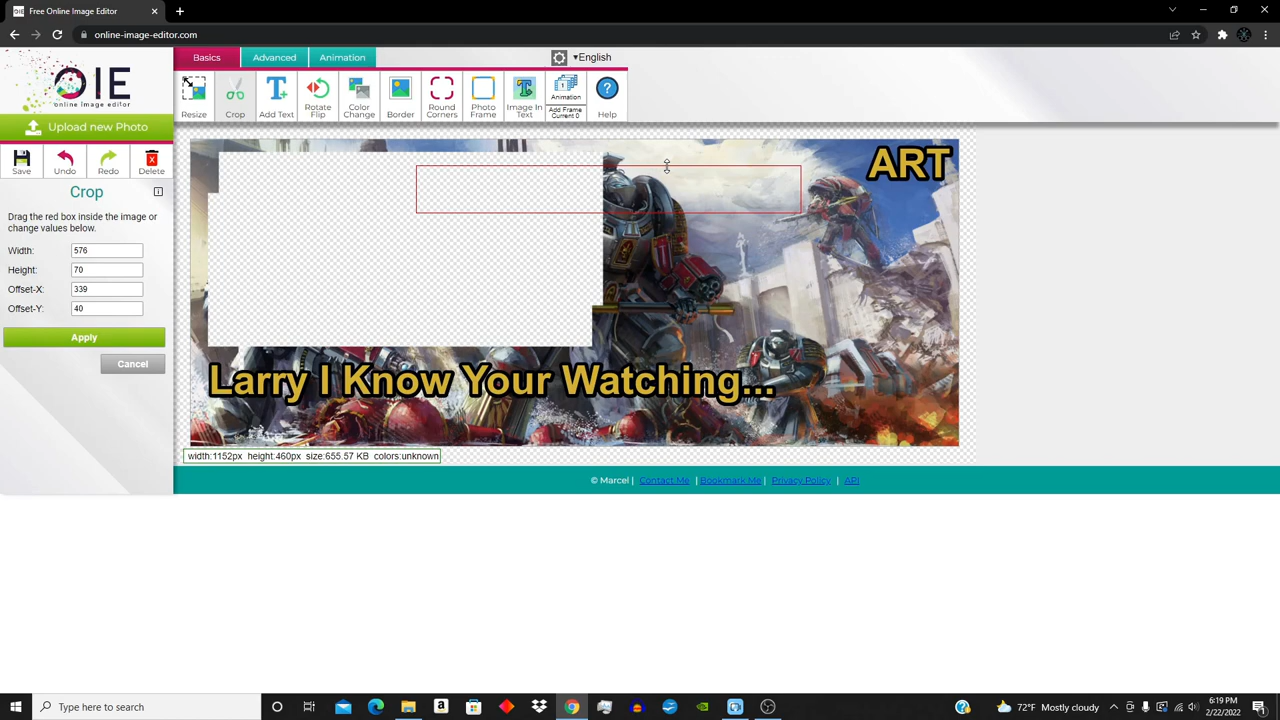 Free Online Image Editor
online-image-editor.com
OIE
online image editor
Upload new Photo
Save
Undo
Redo
Delete
Crop
Drag the red box inside the image or
change values below.
Width: 576
Height: 70
Offset-X: 339
Offset-Y: 40
Apply
Cancel
Basics
Advanced
Animation
▾English
Resize
Crop
Add Text
Rotate
Flip
Color
Change
Border
Round
Corners
Photo
Frame
Image In
Text
Animation
Add Frame
Current 0
Help
ART
Larry I Know Your Watching...
width:1152px height:460px size:655.57 KB colors:unknown
© Marcel | Contact Me | Bookmark Me | Privacy Policy | API
Type here to search
72°F Mostly cloudy
6:19 PM
2/22/2022